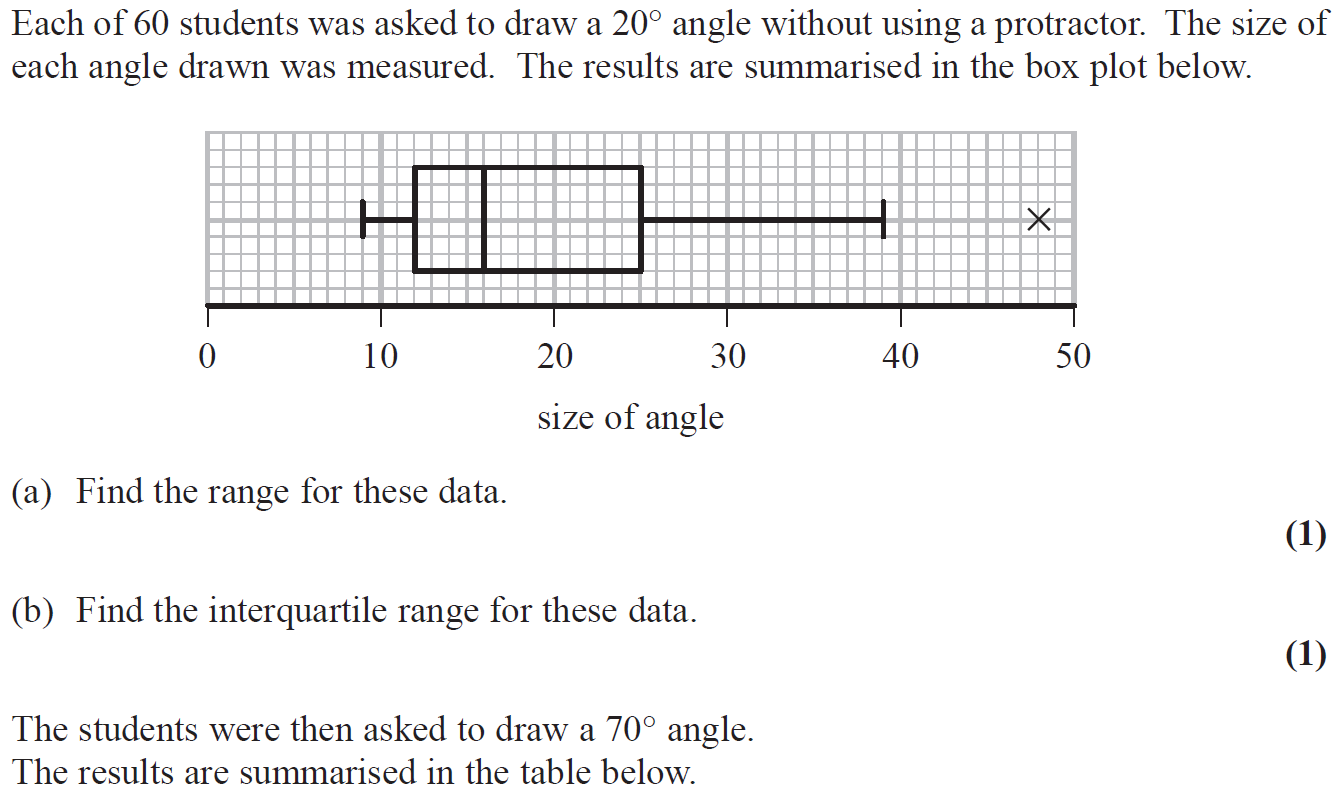 Each of 60 students was asked to draw a 20° angle without using a protractor. The size of
each angle drawn was measured. The results are summarised in the box plot below.
0 10 20 30 40 50
size of angle
(a) Find the range for these data.
(1)
(b) Find the interquartile range for these data.
(1)
The students were then asked to draw a 70° angle.
The results are summarised in the table below.